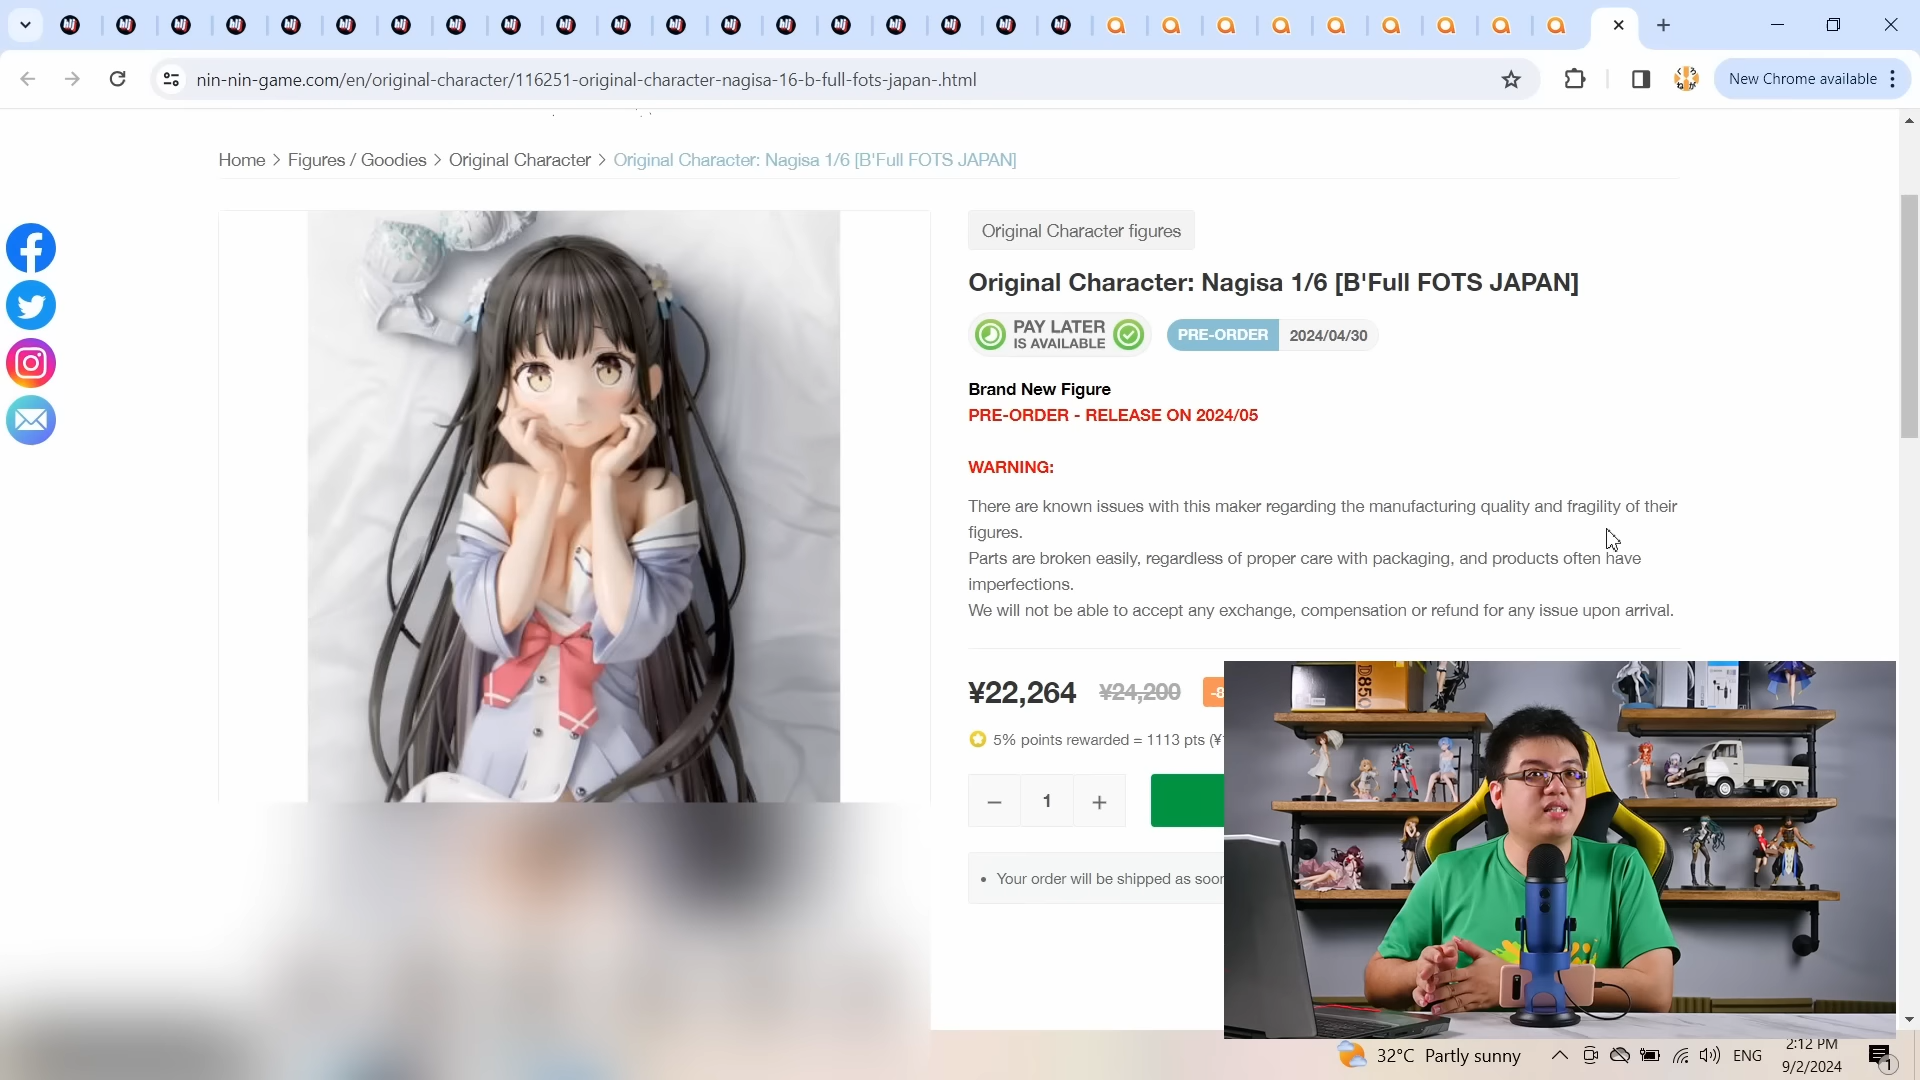 nin-nin-game.com/en/original-character/116251-original-character-nagisa-16-b-full-fots-japan-.html
New Chrome available
Home > Figures / Goodies > Original Character > Original Character: Nagisa 1/6 [B'Full FOTS JAPAN]
Original Character figures
Original Character: Nagisa 1/6 [B'Full FOTS JAPAN]
PAY LATER
IS AVAILABLE
PRE-ORDER 2024/04/30
Brand New Figure
PRE-ORDER - RELEASE ON 2024/05
WARNING:
There are known issues with this maker regarding the manufacturing quality and fragility of their
figures.
Parts are broken easily, regardless of proper care with packaging, and products often have
imperfections.
We will not be able to accept any exchange, compensation or refund for any issue upon arrival.
¥22,264 ¥24,200 -8
5% points rewarded = 1113 pts (¥
1
• Your order will be shipped as soon
D850
32°C Partly sunny
ENG
2:12 PM
9/2/2024
1